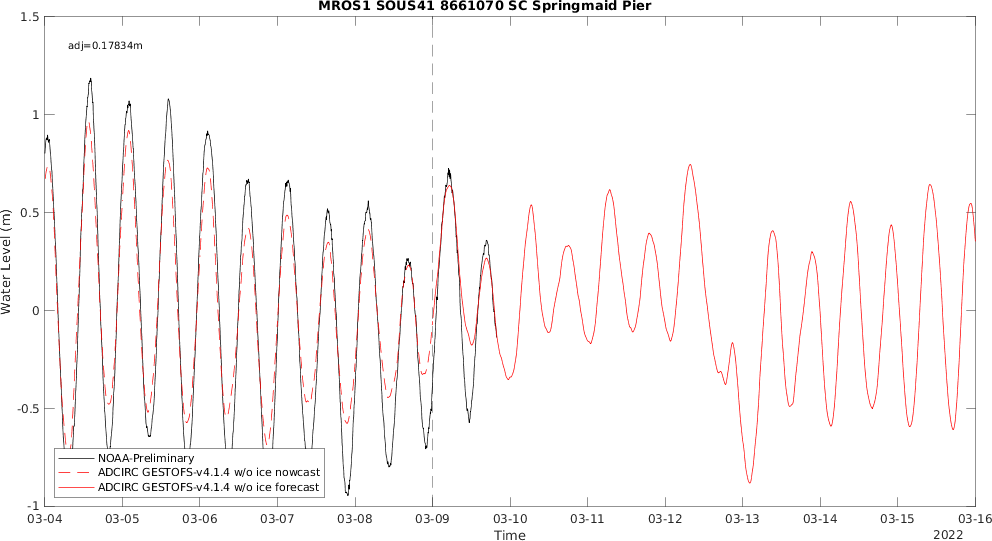 MROS1 SOUS41 8661070 SC Springmaid Pier
adj=0.17834m
1.5
1
0.5
0
-0.5
-1
Water Level (m)
NOAA-Preliminary
ADCIRC GESTOFS-v4.1.4 w/o ice nowcast
ADCIRC GESTOFS-v4.1.4 w/o ice forecast
03-04 03-05 03-06 03-07 03-08 03-09 03-10 03-11 03-12 03-13 03-14 03-15 03-16
Time
2022